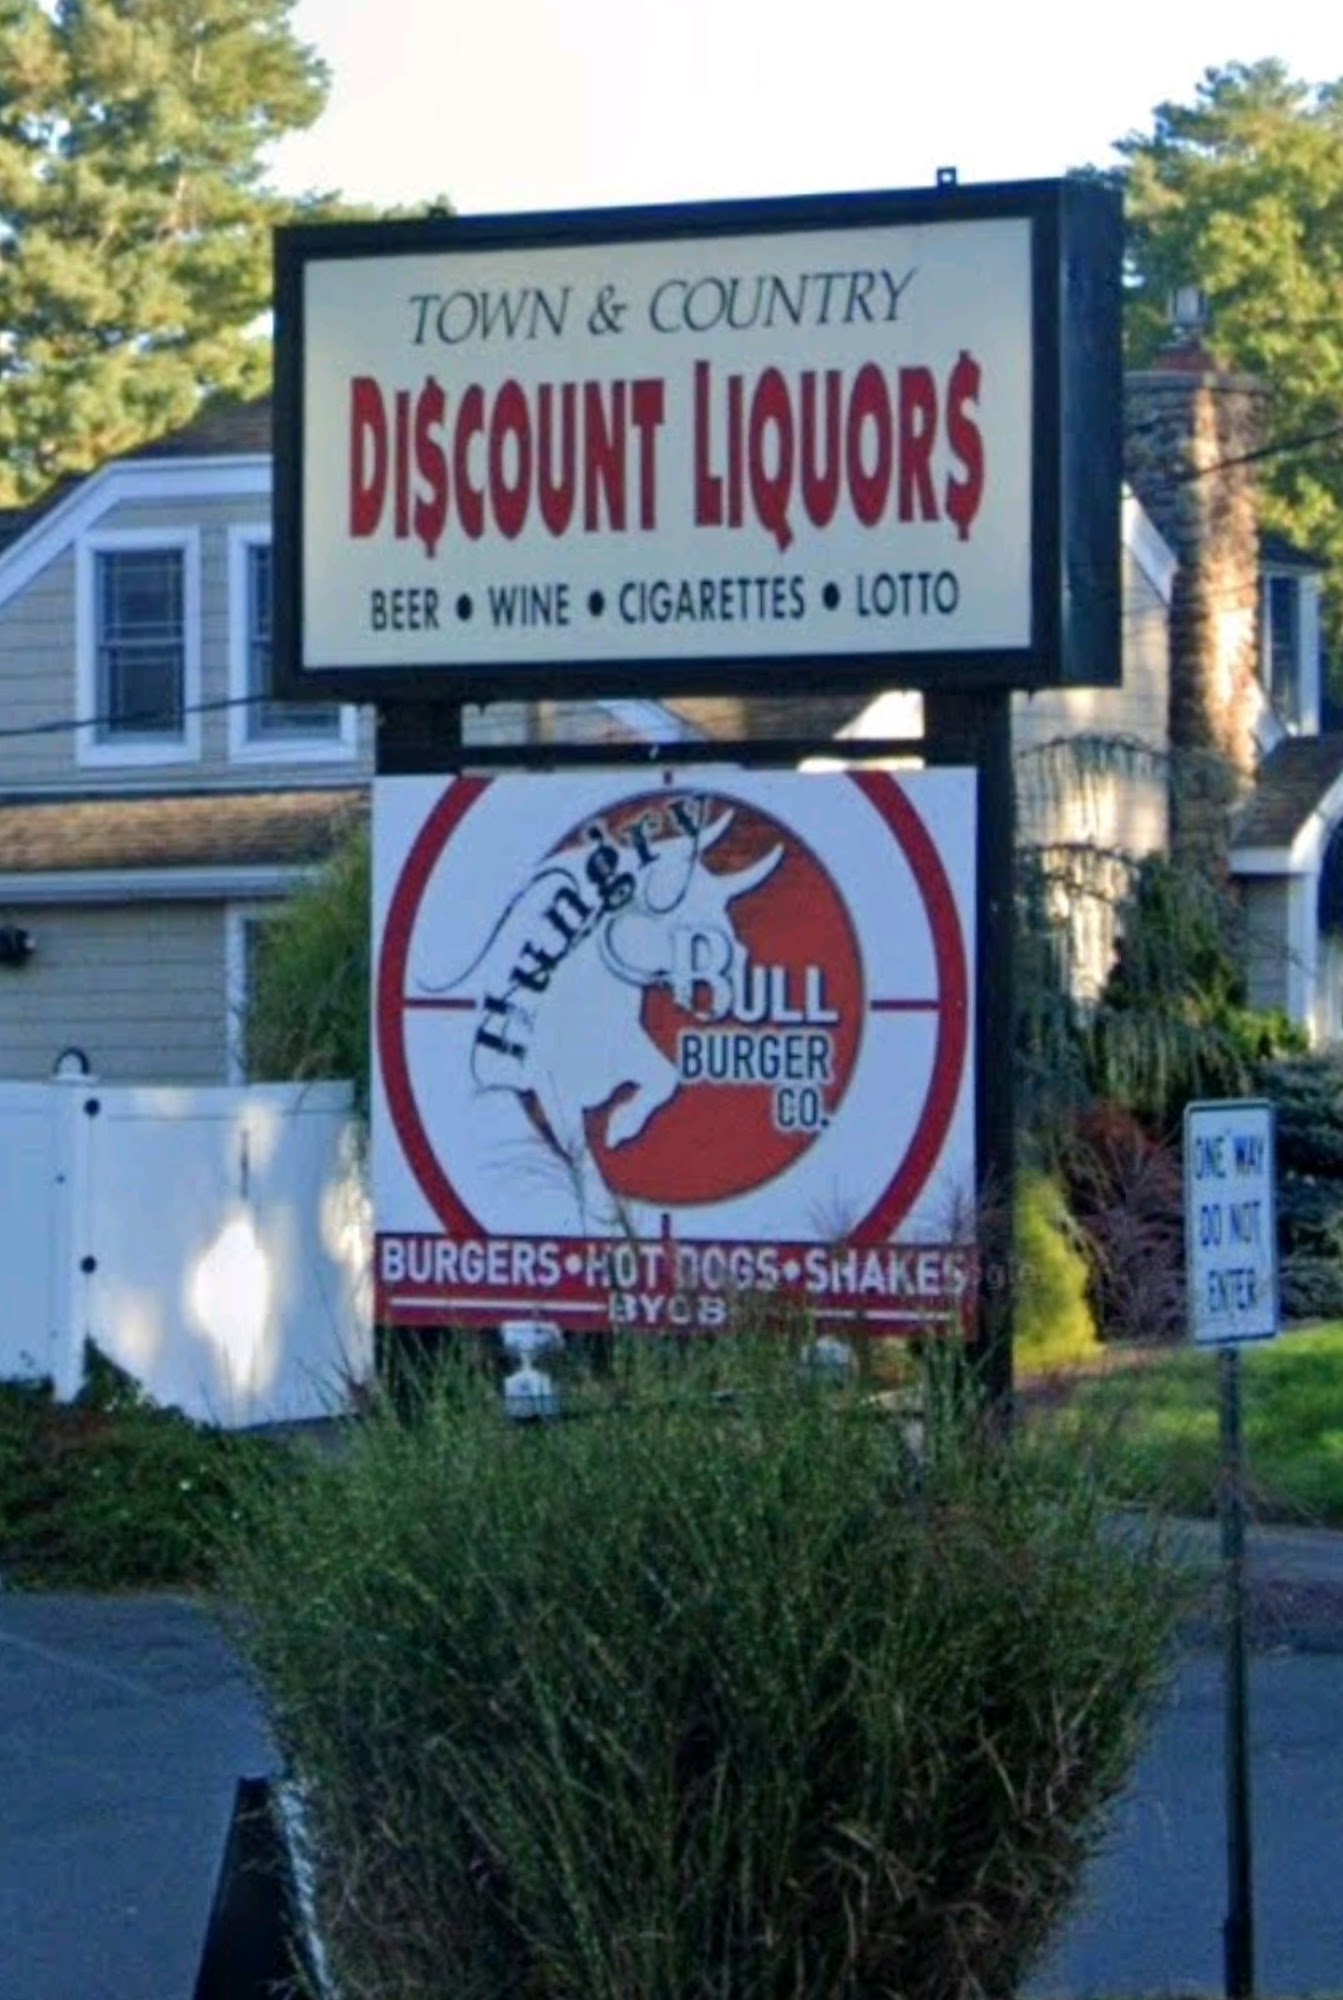 TOWN & COUNTRY
DI$COUNT LIQUOR$
BEER • WINE • CIGARETTES • LOTTO
Hungry
BULL
BURGER
CO.
BURGERS•HOT DOGS•SHAKES
BYOB
ONE WAY
DO NOT
ENTER